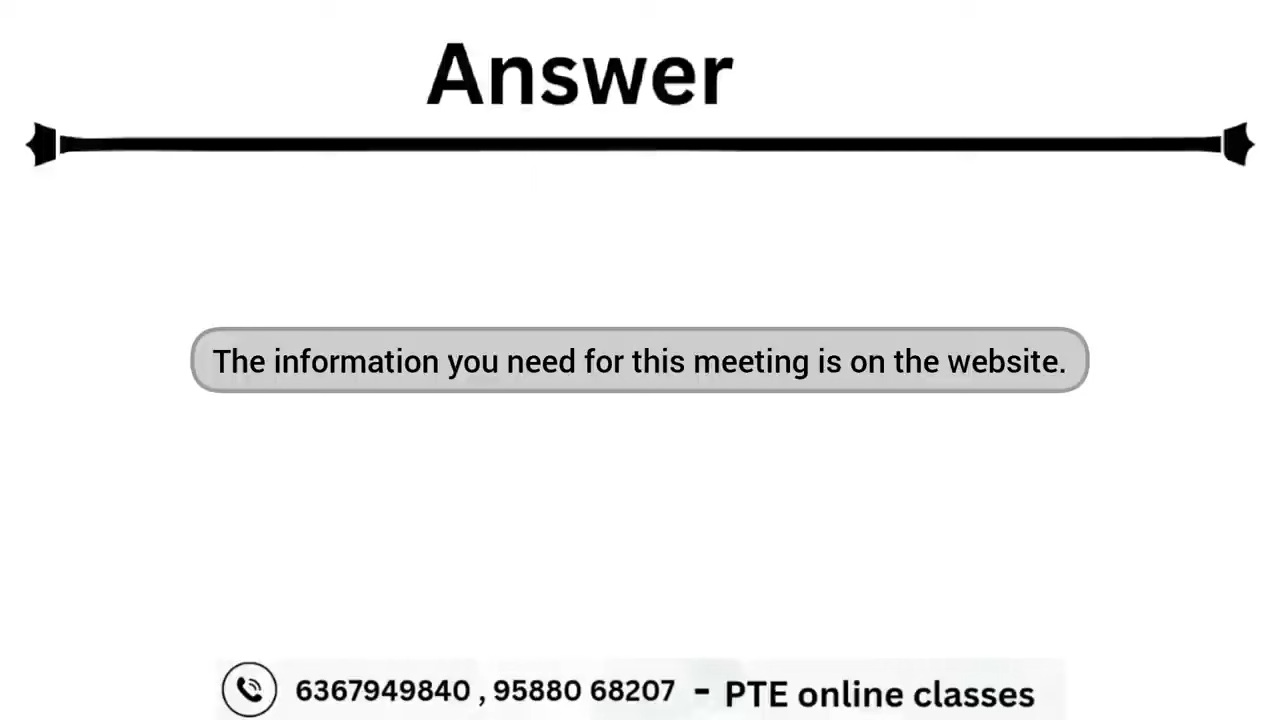 Answer
The information you need for this meeting is on the website.
6367949840 , 95880 68207 - PTE online classes